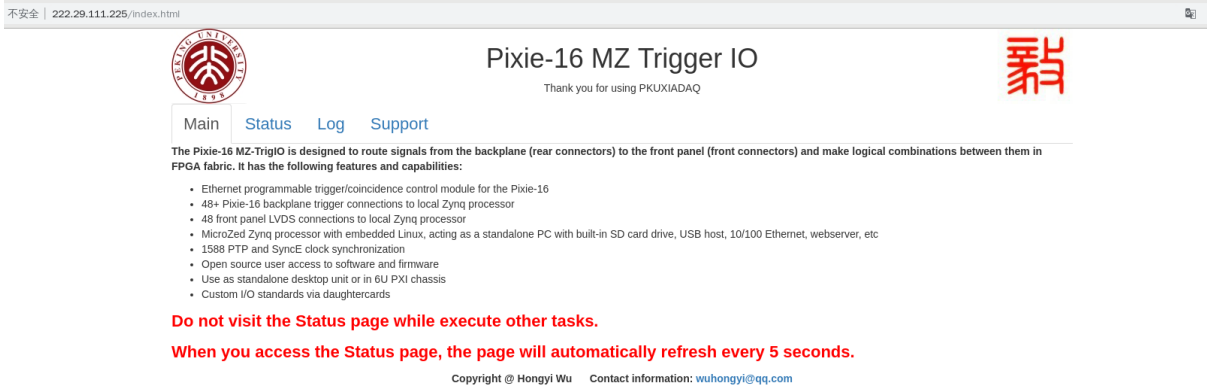 不安全 222.29.111.225/index.html
PEKING UNIVERSITY
1898
Pixie-16 MZ Trigger IO
Thank you for using PKUXIADAQ
Main Status Log Support
The Pixie-16 MZ-TrigIO is designed to route signals from the backplane (rear connectors) to the front panel (front connectors) and make logical combinations between them in
FPGA fabric. It has the following features and capabilities:
• Ethernet programmable trigger/coincidence control module for the Pixie-16
• 48+ Pixie-16 backplane trigger connections to local Zynq processor
• 48 front panel LVDS connections to local Zynq processor
• MicroZed Zynq processor with embedded Linux, acting as a standalone PC with built-in SD card drive, USB host, 10/100 Ethernet, webserver, etc
• 1588 PTP and SyncE clock synchronization
• Open source user access to software and firmware
• Use as standalone desktop unit or in 6U PXI chassis
• Custom I/O standards via daughtercards
Do not visit the Status page while execute other tasks.
When you access the Status page, the page will automatically refresh every 5 seconds.
Copyright @ Hongyi Wu Contact information: wuhongyi@qq.com